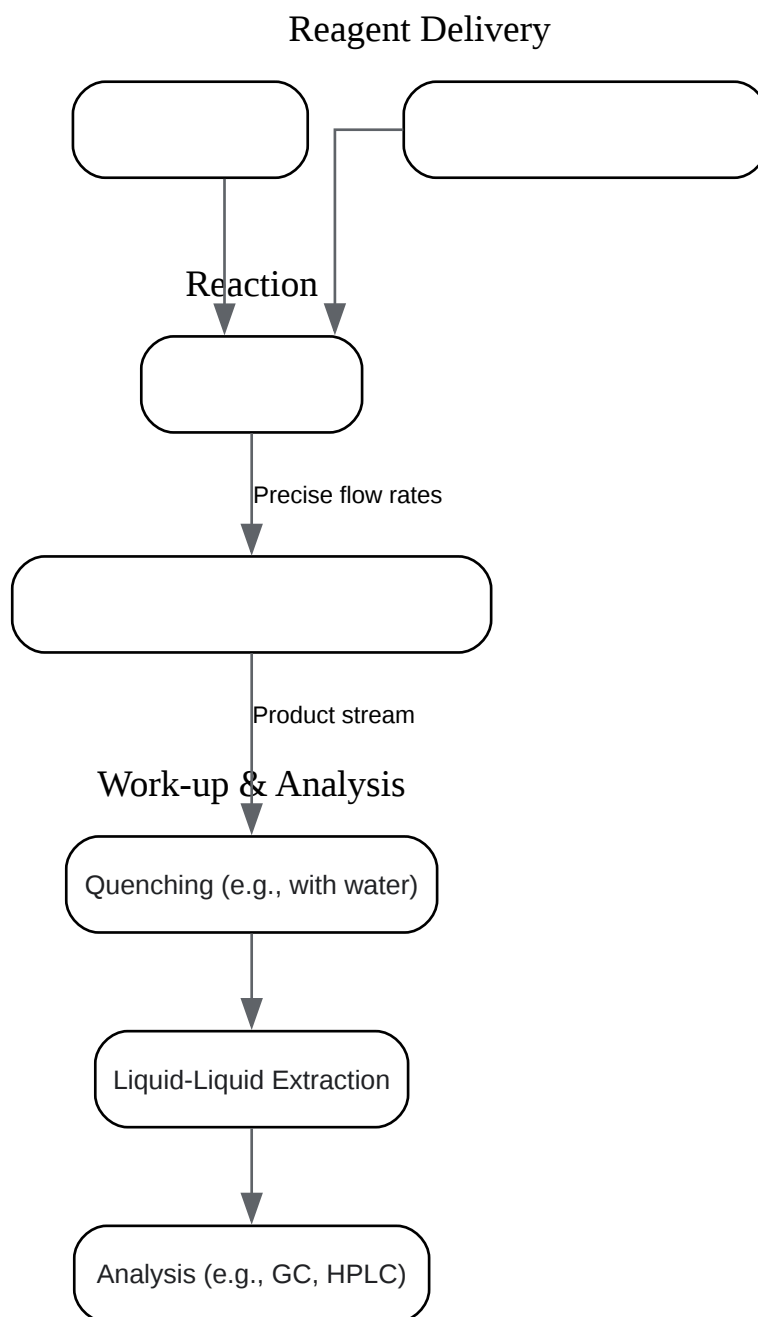 Reagent Delivery
Reaction
Precise flow rates
Product stream
Work-up & Analysis
Quenching (e.g., with water)
Liquid-Liquid Extraction
Analysis (e.g., GC, HPLC)